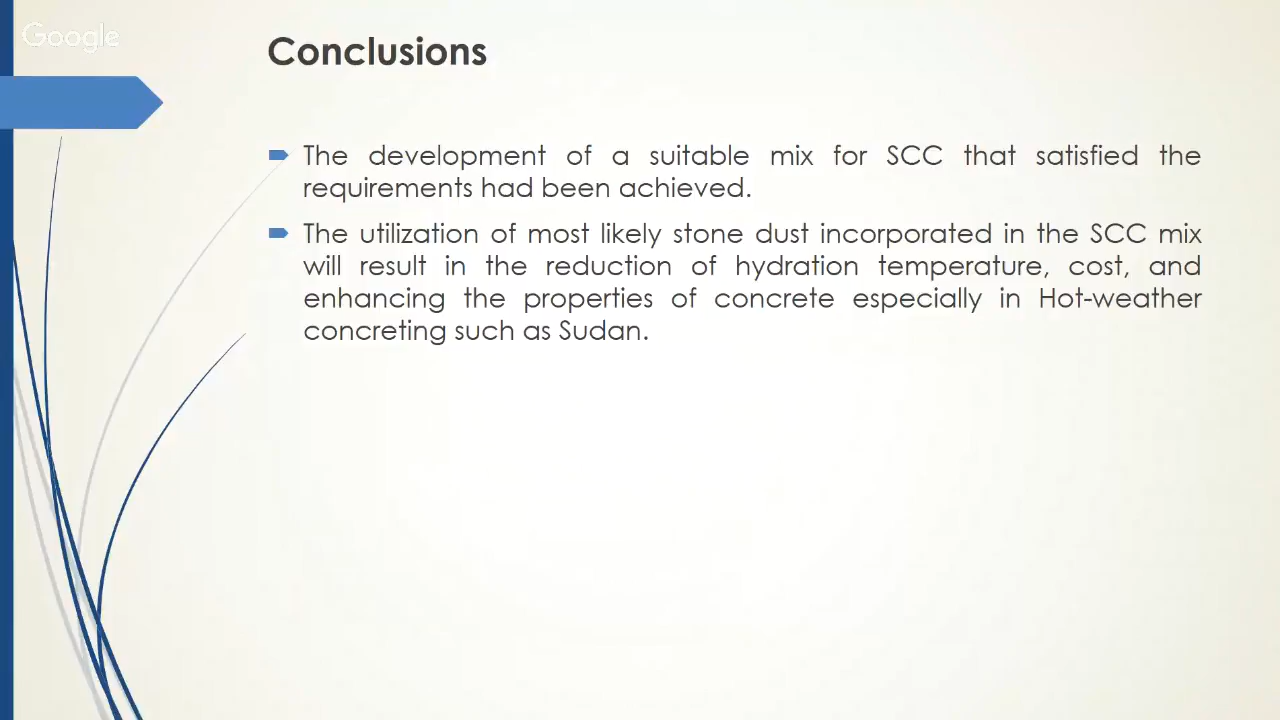 Google
Conclusions
The development of a suitable mix for SCC that satisfied the
requirements had been achieved.
The utilization of most likely stone dust incorporated in the SCC mix
will result in the reduction of hydration temperature, cost, and
enhancing the properties of concrete especially in Hot-weather
concreting such as Sudan.